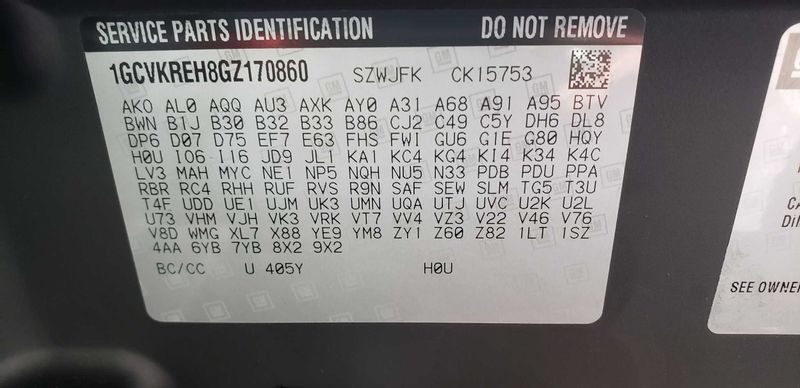 SERVICE PARTS IDENTIFICATION DO NOT REMOVE
1GCVKREH8GZ170860 SZWJFK CK15753
AKO AL0 AQQ AU3 AXK AY0 A31 A68 A91 A95 BTV
BWN B1J B30 B32 B33 B86 CJ2 C49 C5Y DH6 DL8
DP6 D07 D75 EF7 E63 FHS FWI GU6 G1E G80 HQY
H0U IO6 I16 JD9 JL1 KA1 KC4 KG4 KI4 K34 K4C
LV3 MAH MYC NE1 NP5 NQH NU5 N33 PDB PDU PPA
RBR RC4 RHH RUF RVS R9N SAF SEW SLM TG5 T3U
T4F UDD UE1 UJM UK3 UMN UQA UTJ UVC U2K U2L
U73 VHM VJH VK3 VRK VT7 VV4 VZ3 V22 V46 V76
V8D WMG XL7 X88 YE9 YM8 ZY1 Z60 Z82 1LT 1SZ
4AA 6YB 7YB 8X2 9X2
BC/CC U 405Y H0U
SEE OWNER